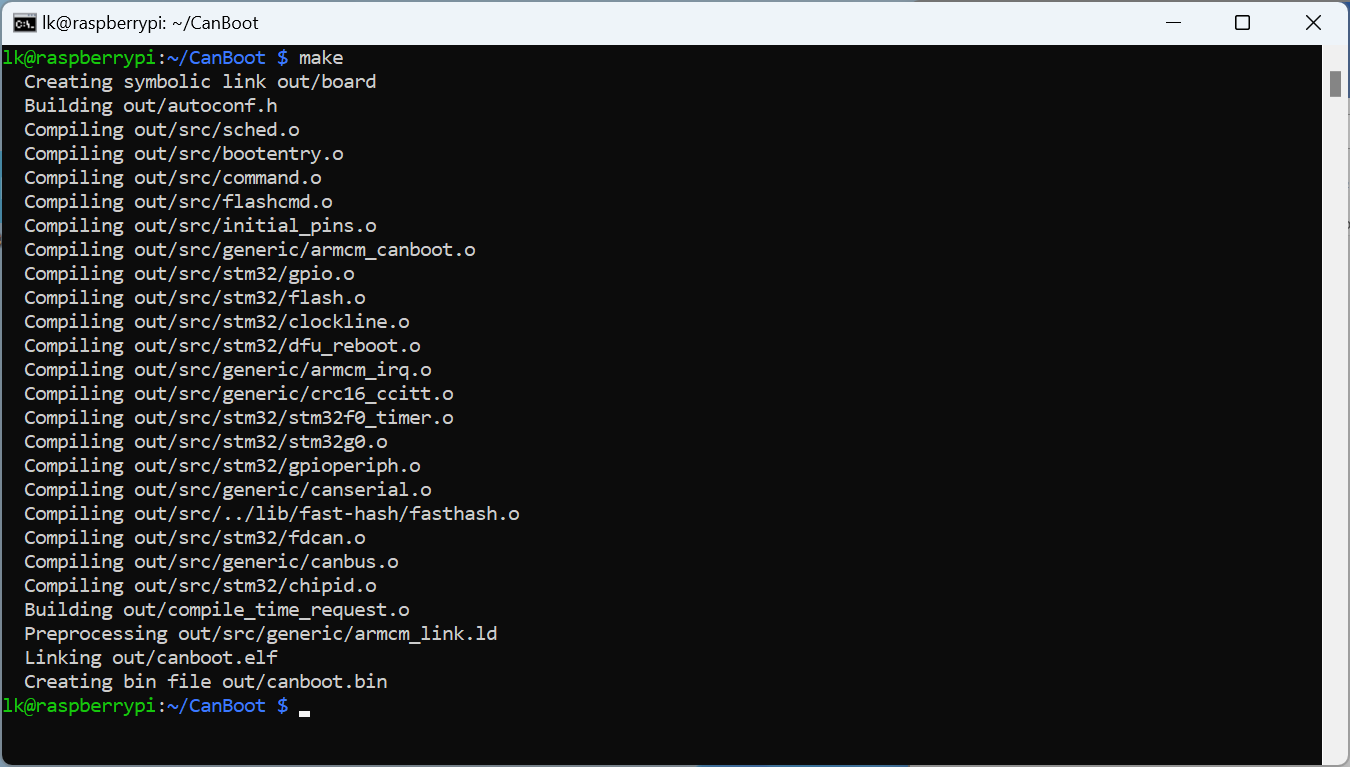 lk@raspberrypi: ~/CanBoot
lk@raspberrypi:~/CanBoot $ make
Creating symbolic link out/board
Building out/autoconf.h
Compiling out/src/sched.o
Compiling out/src/bootentry.o
Compiling out/src/command.o
Compiling out/src/flashcmd.o
Compiling out/src/initial_pins.o
Compiling out/src/generic/armcm_canboot.o
Compiling out/src/stm32/gpio.o
Compiling out/src/stm32/flash.o
Compiling out/src/stm32/clockline.o
Compiling out/src/stm32/dfu_reboot.o
Compiling out/src/generic/armcm_irq.o
Compiling out/src/generic/crc16_ccitt.o
Compiling out/src/stm32/stm32f0_timer.o
Compiling out/src/stm32/stm32g0.o
Compiling out/src/stm32/gpioperiph.o
Compiling out/src/generic/canserial.o
Compiling out/src/../lib/fast-hash/fasthash.o
Compiling out/src/stm32/fdcan.o
Compiling out/src/generic/canbus.o
Compiling out/src/stm32/chipid.o
Building out/compile_time_request.o
Preprocessing out/src/generic/armcm_link.ld
Linking out/canboot.elf
Creating bin file out/canboot.bin
lk@raspberrypi:~/CanBoot $